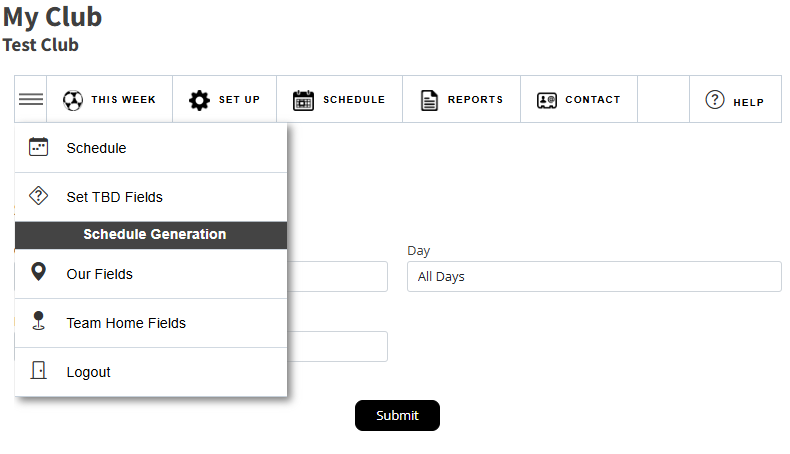 My Club
Test Club
THIS WEEK
SET UP
SCHEDULE
REPORTS
CONTACT
HELP
Schedule
Set TBD Fields
Schedule Generation
Our Fields
Team Home Fields
Logout
Day
All Days
Submit